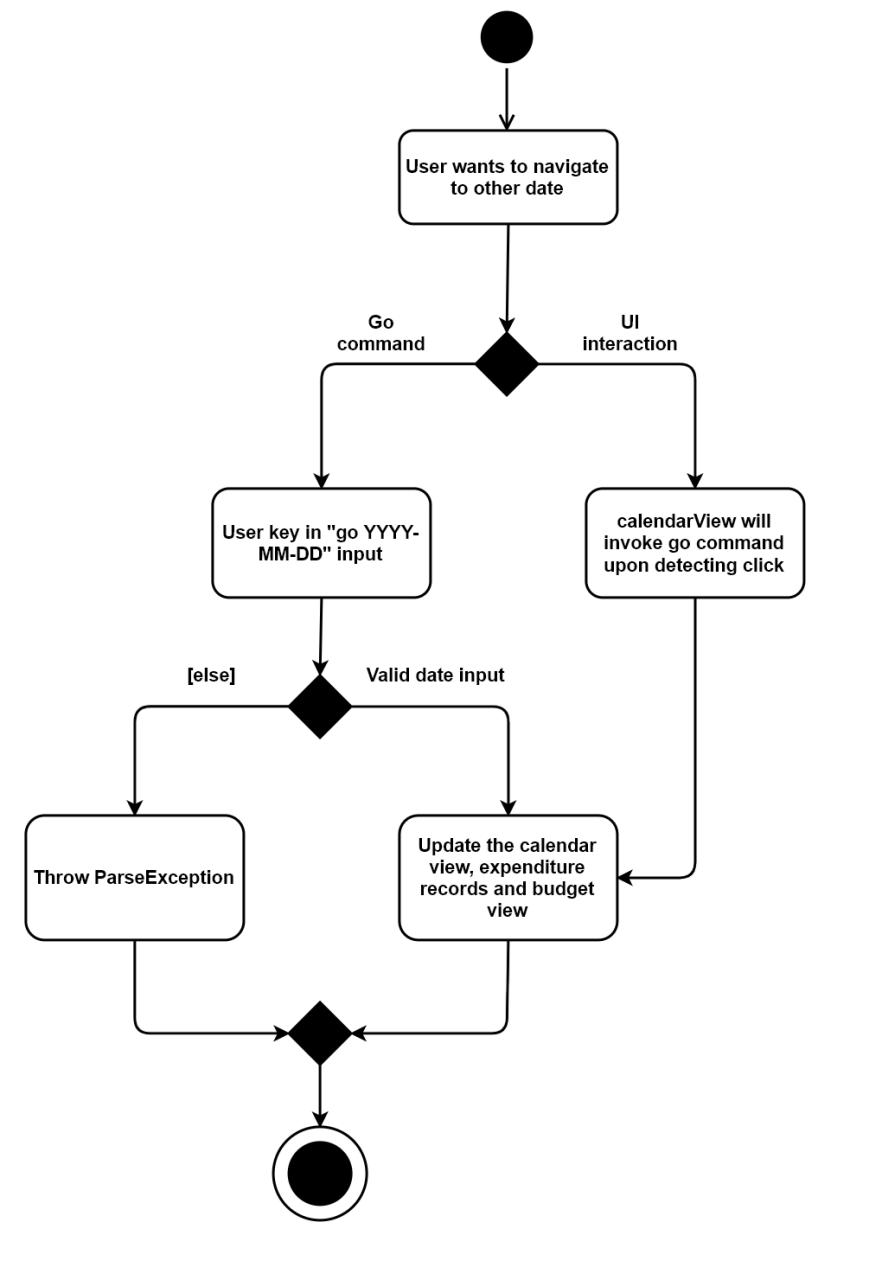 User wants to navigate
to other date
Go
command
UI
interaction
User key in "go YYYY-
MM-DD" input
calendarView will
invoke go command
upon detecting click
[else]
Valid date input
Throw ParseException
Update the calendar
view, expenditure
records and budget
view